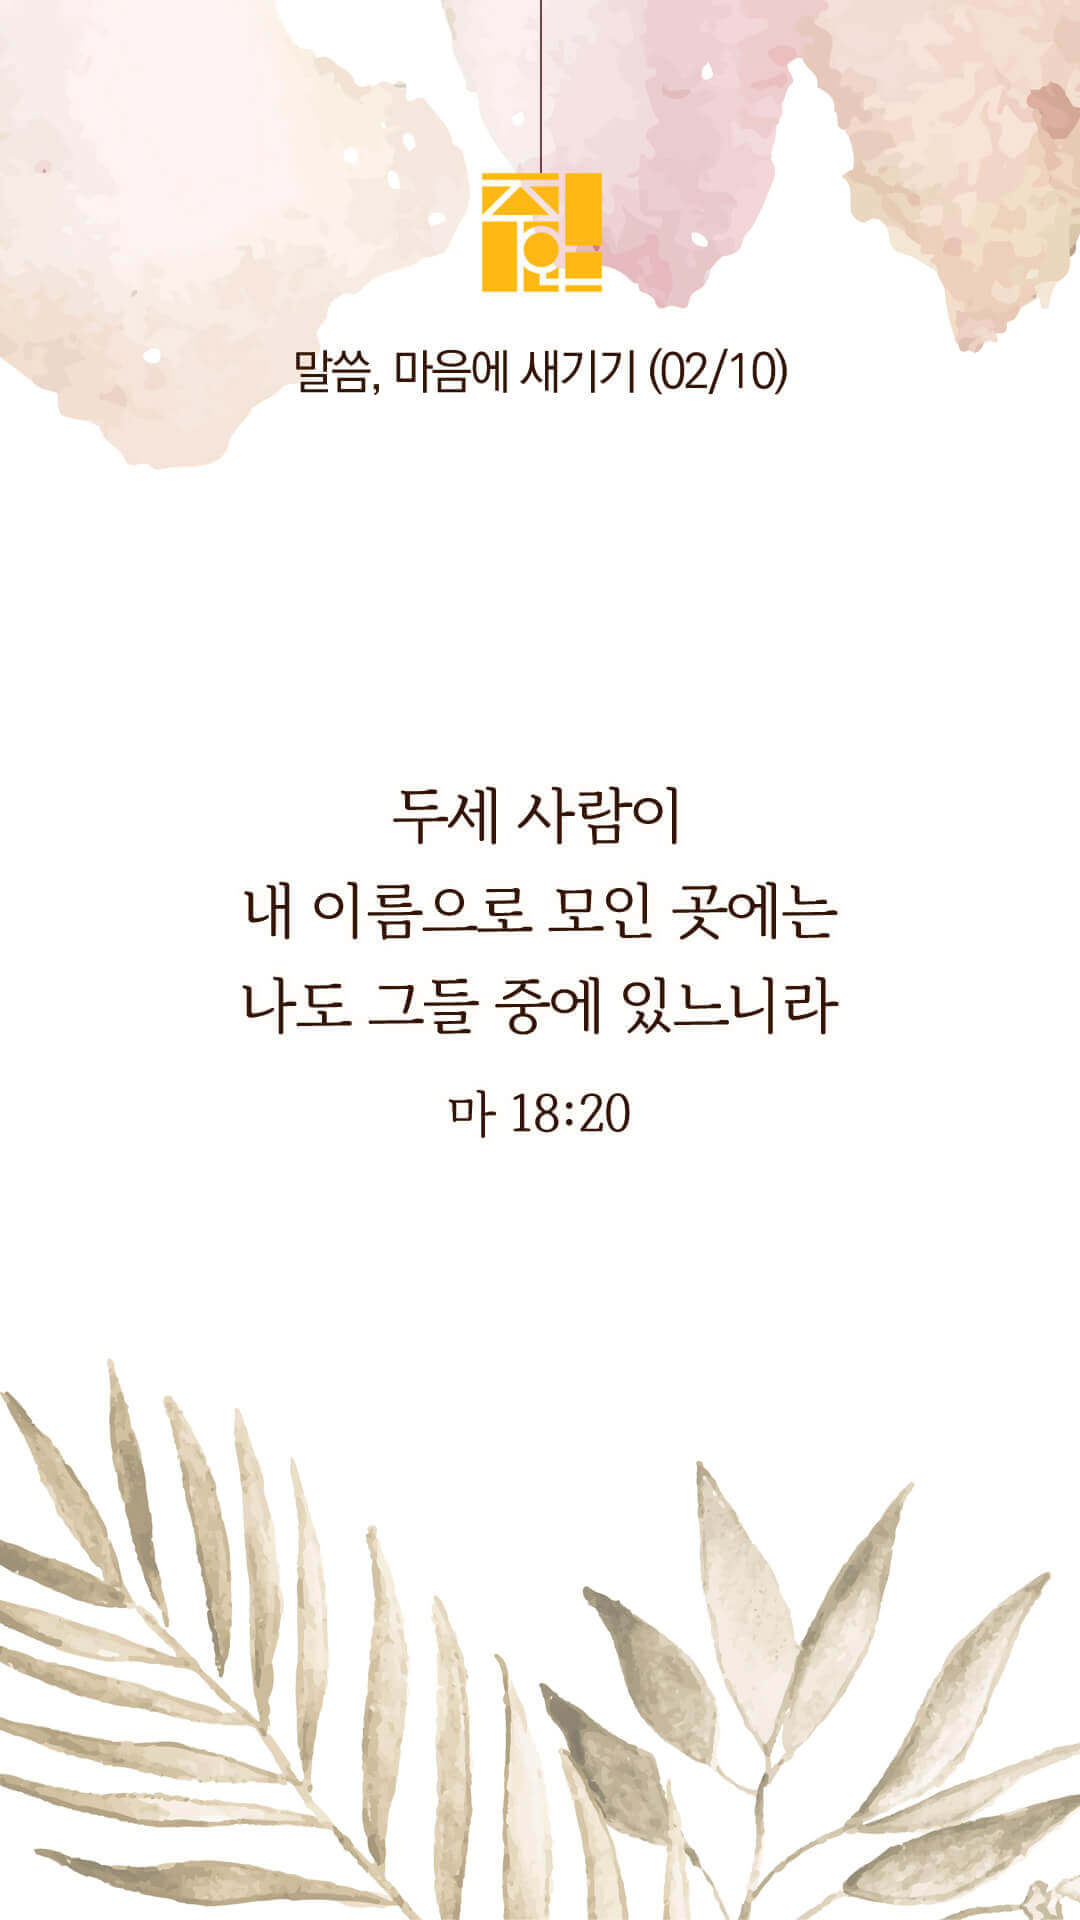 말씀, 마음에 새기기 (02/10)
두세 사람이
내 이름으로 모인 곳에는
나도 그들 중에 있느니라
마 18:20